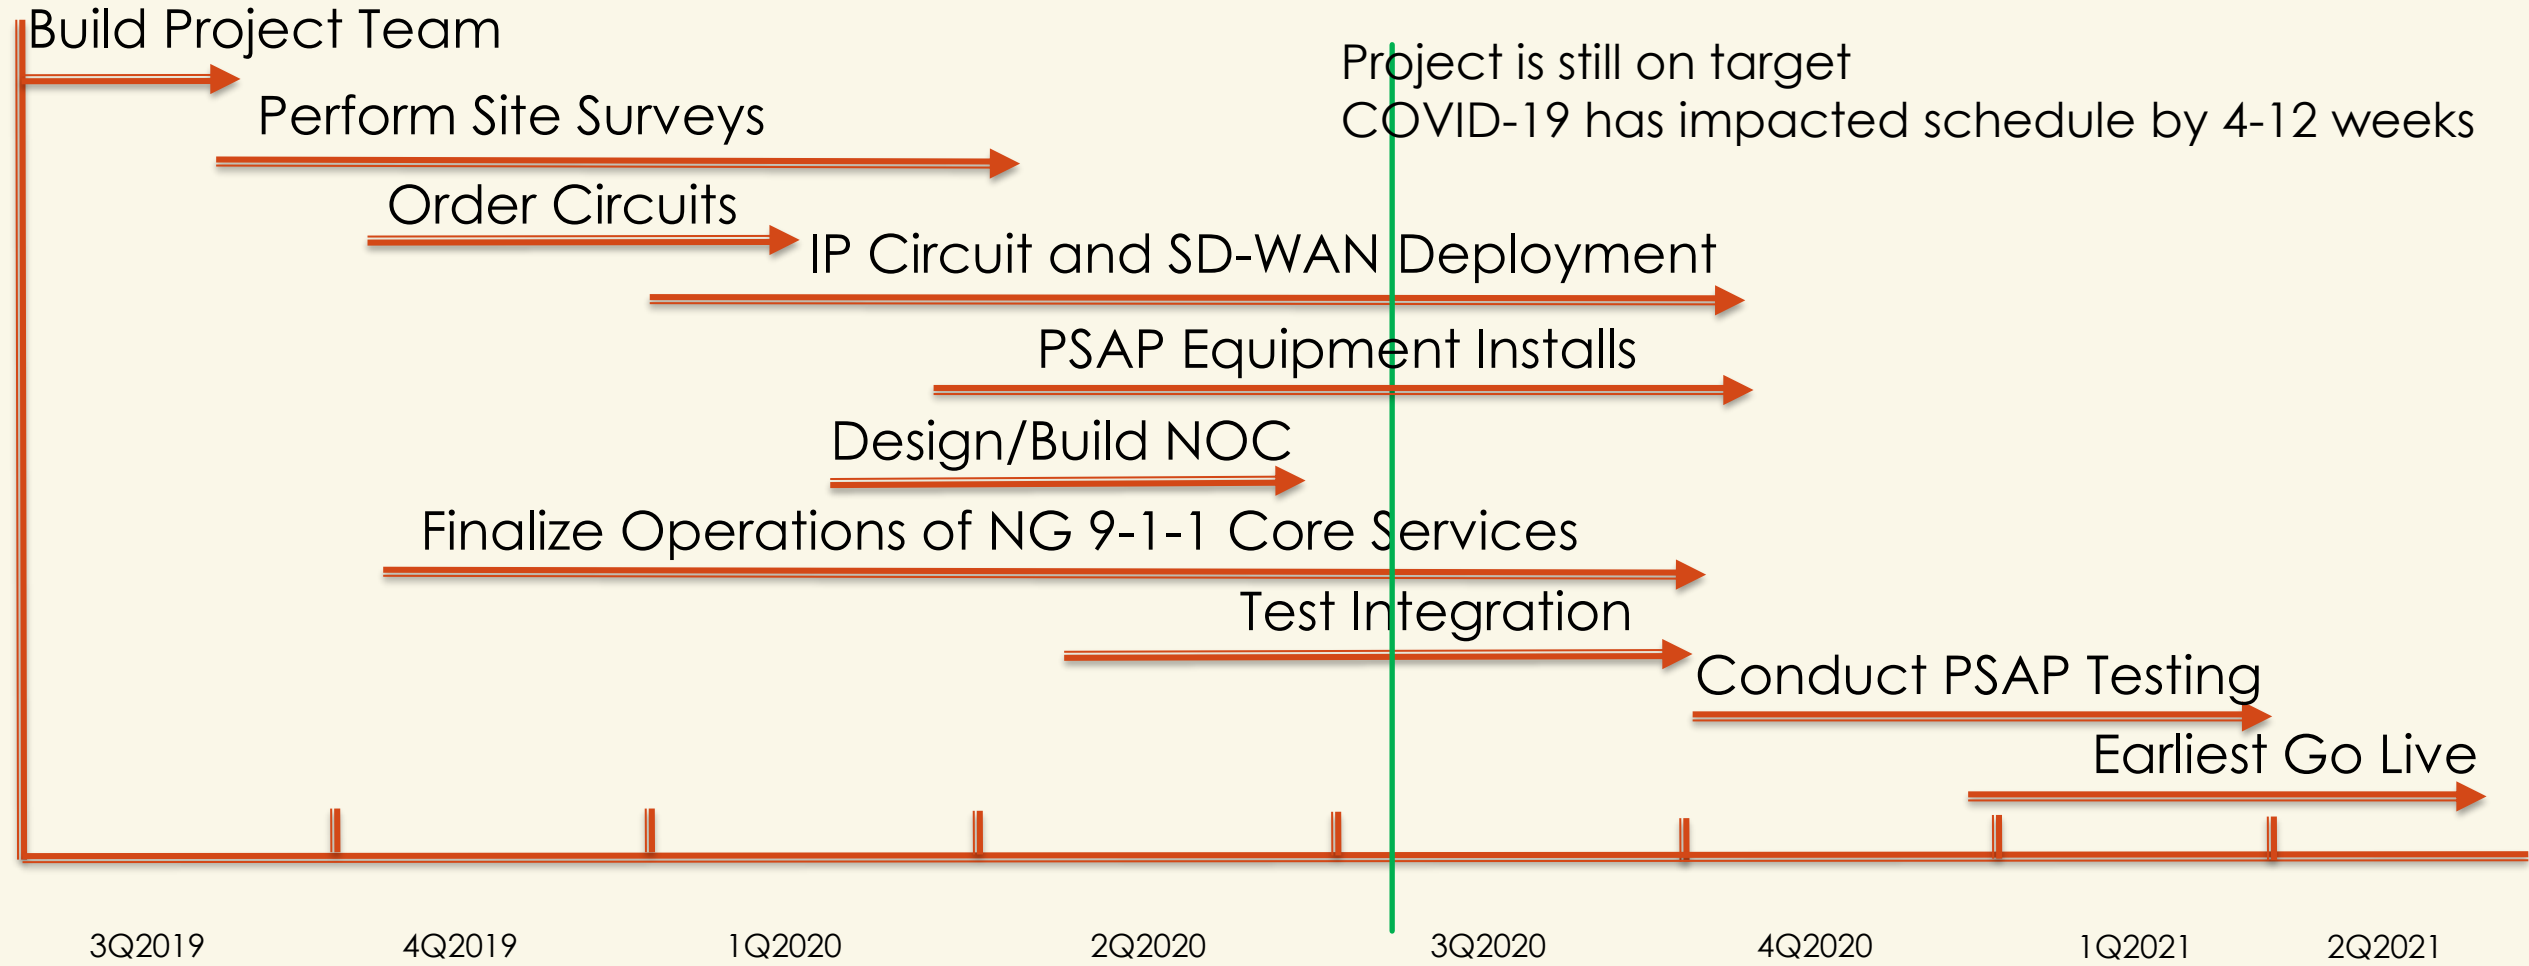 Build Project Team
Project is still on target
COVID-19 has impacted schedule by 4-12 weeks
Perform Site Surveys
Order Circuits
IP Circuit and SD-WAN Deployment
PSAP Equipment Installs
Design/Build NOC
Finalize Operations of NG 9-1-1 Core Services
Test Integration
Conduct PSAP Testing
Earliest Go Live
3Q2019 4Q2019 1Q2020 2Q2020 3Q2020 4Q2020 1Q2021 2Q2021